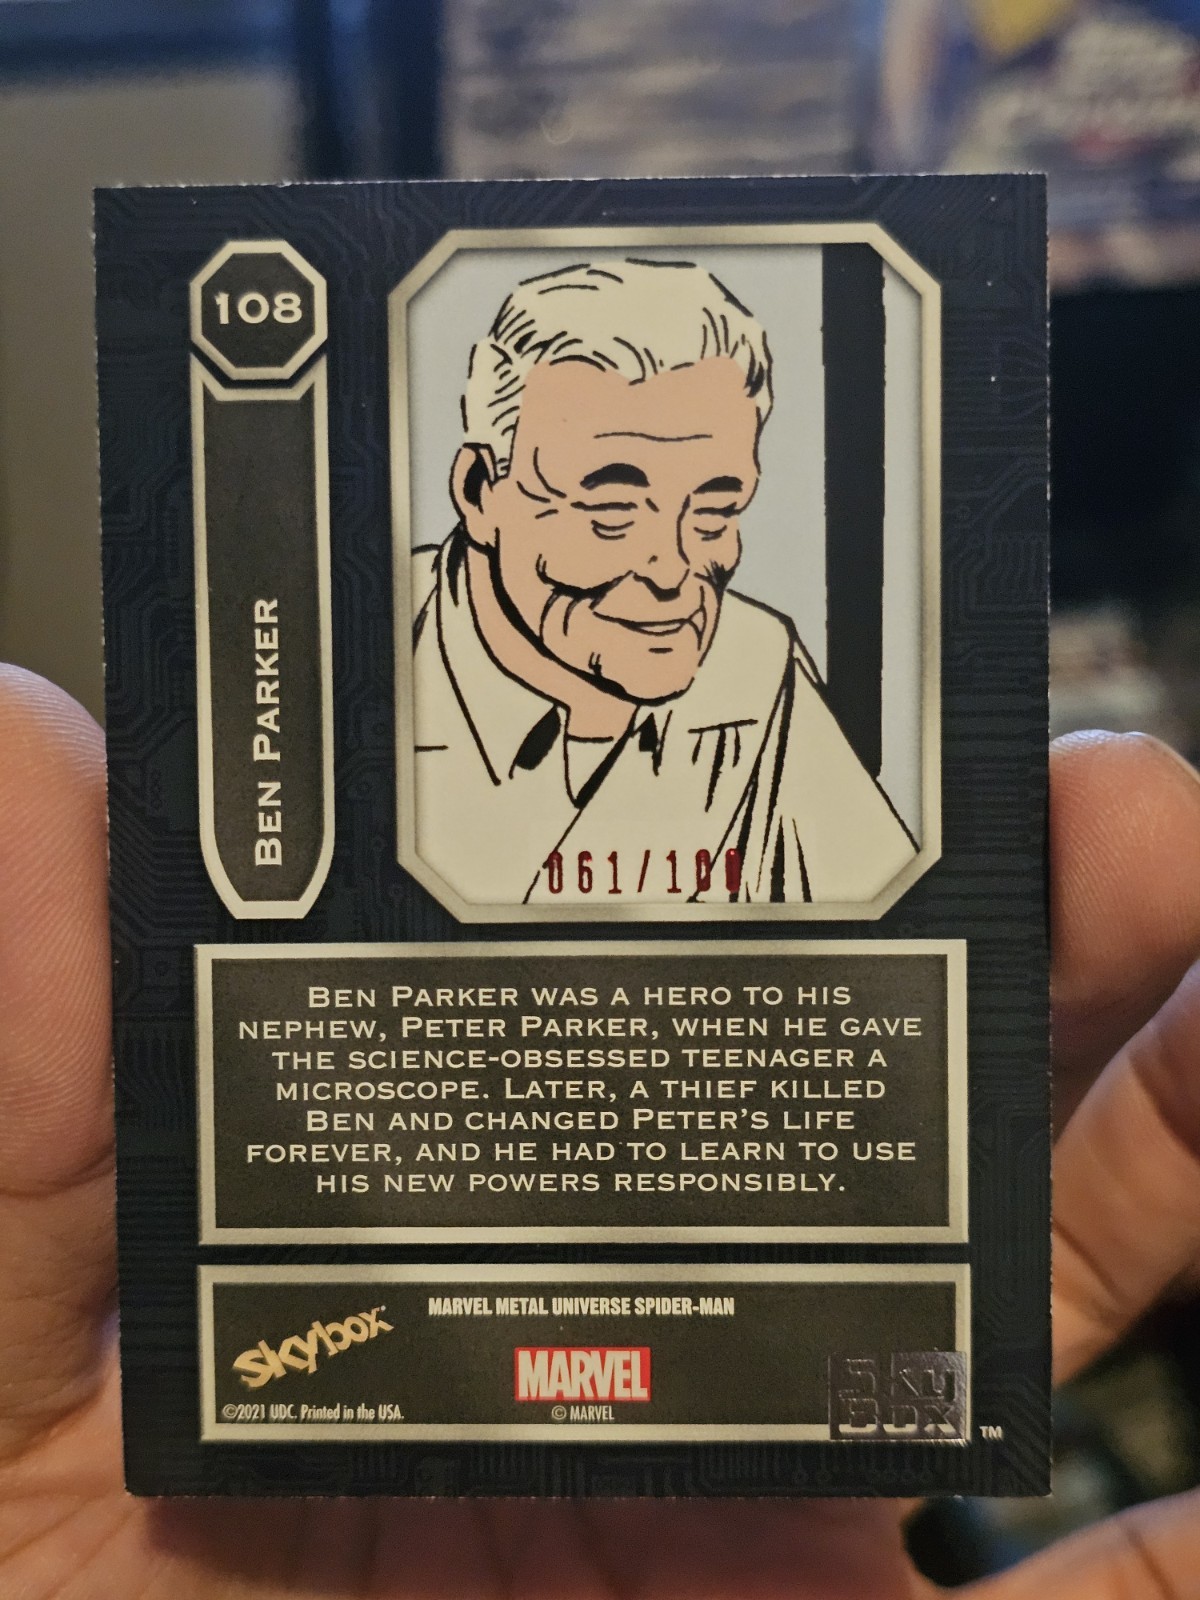 108
BEN PARKER
061/100
BEN PARKER WAS A HERO TO HIS
NEPHEW, PETER PARKER, WHEN HE GAVE
THE SCIENCE-OBSESSED TEENAGER A
MICROSCOPE. LATER, A THIEF KILLED
BEN AND CHANGED PETER'S LIFE
FOREVER, AND HE HAD TO LEARN TO USE
HIS NEW POWERS RESPONSIBLY.
MARVEL METAL UNIVERSE SPIDER-MAN
skybox
MARVEL
©2021 UDC. Printed in the USA.
© MARVEL
Sky
Box
TM